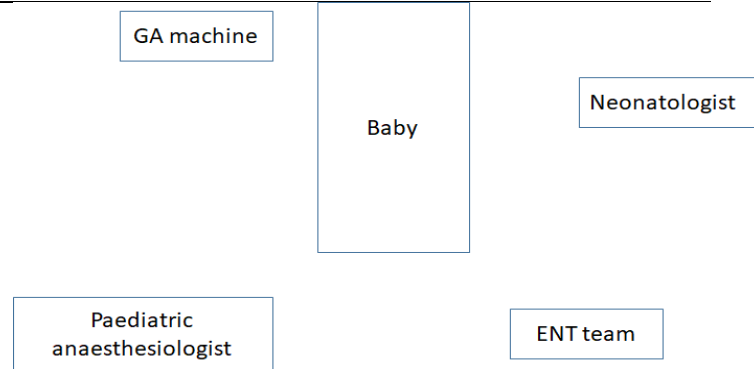 GA machine
Neonatologist
Baby
Paediatric
anaesthesiologist
ENT team